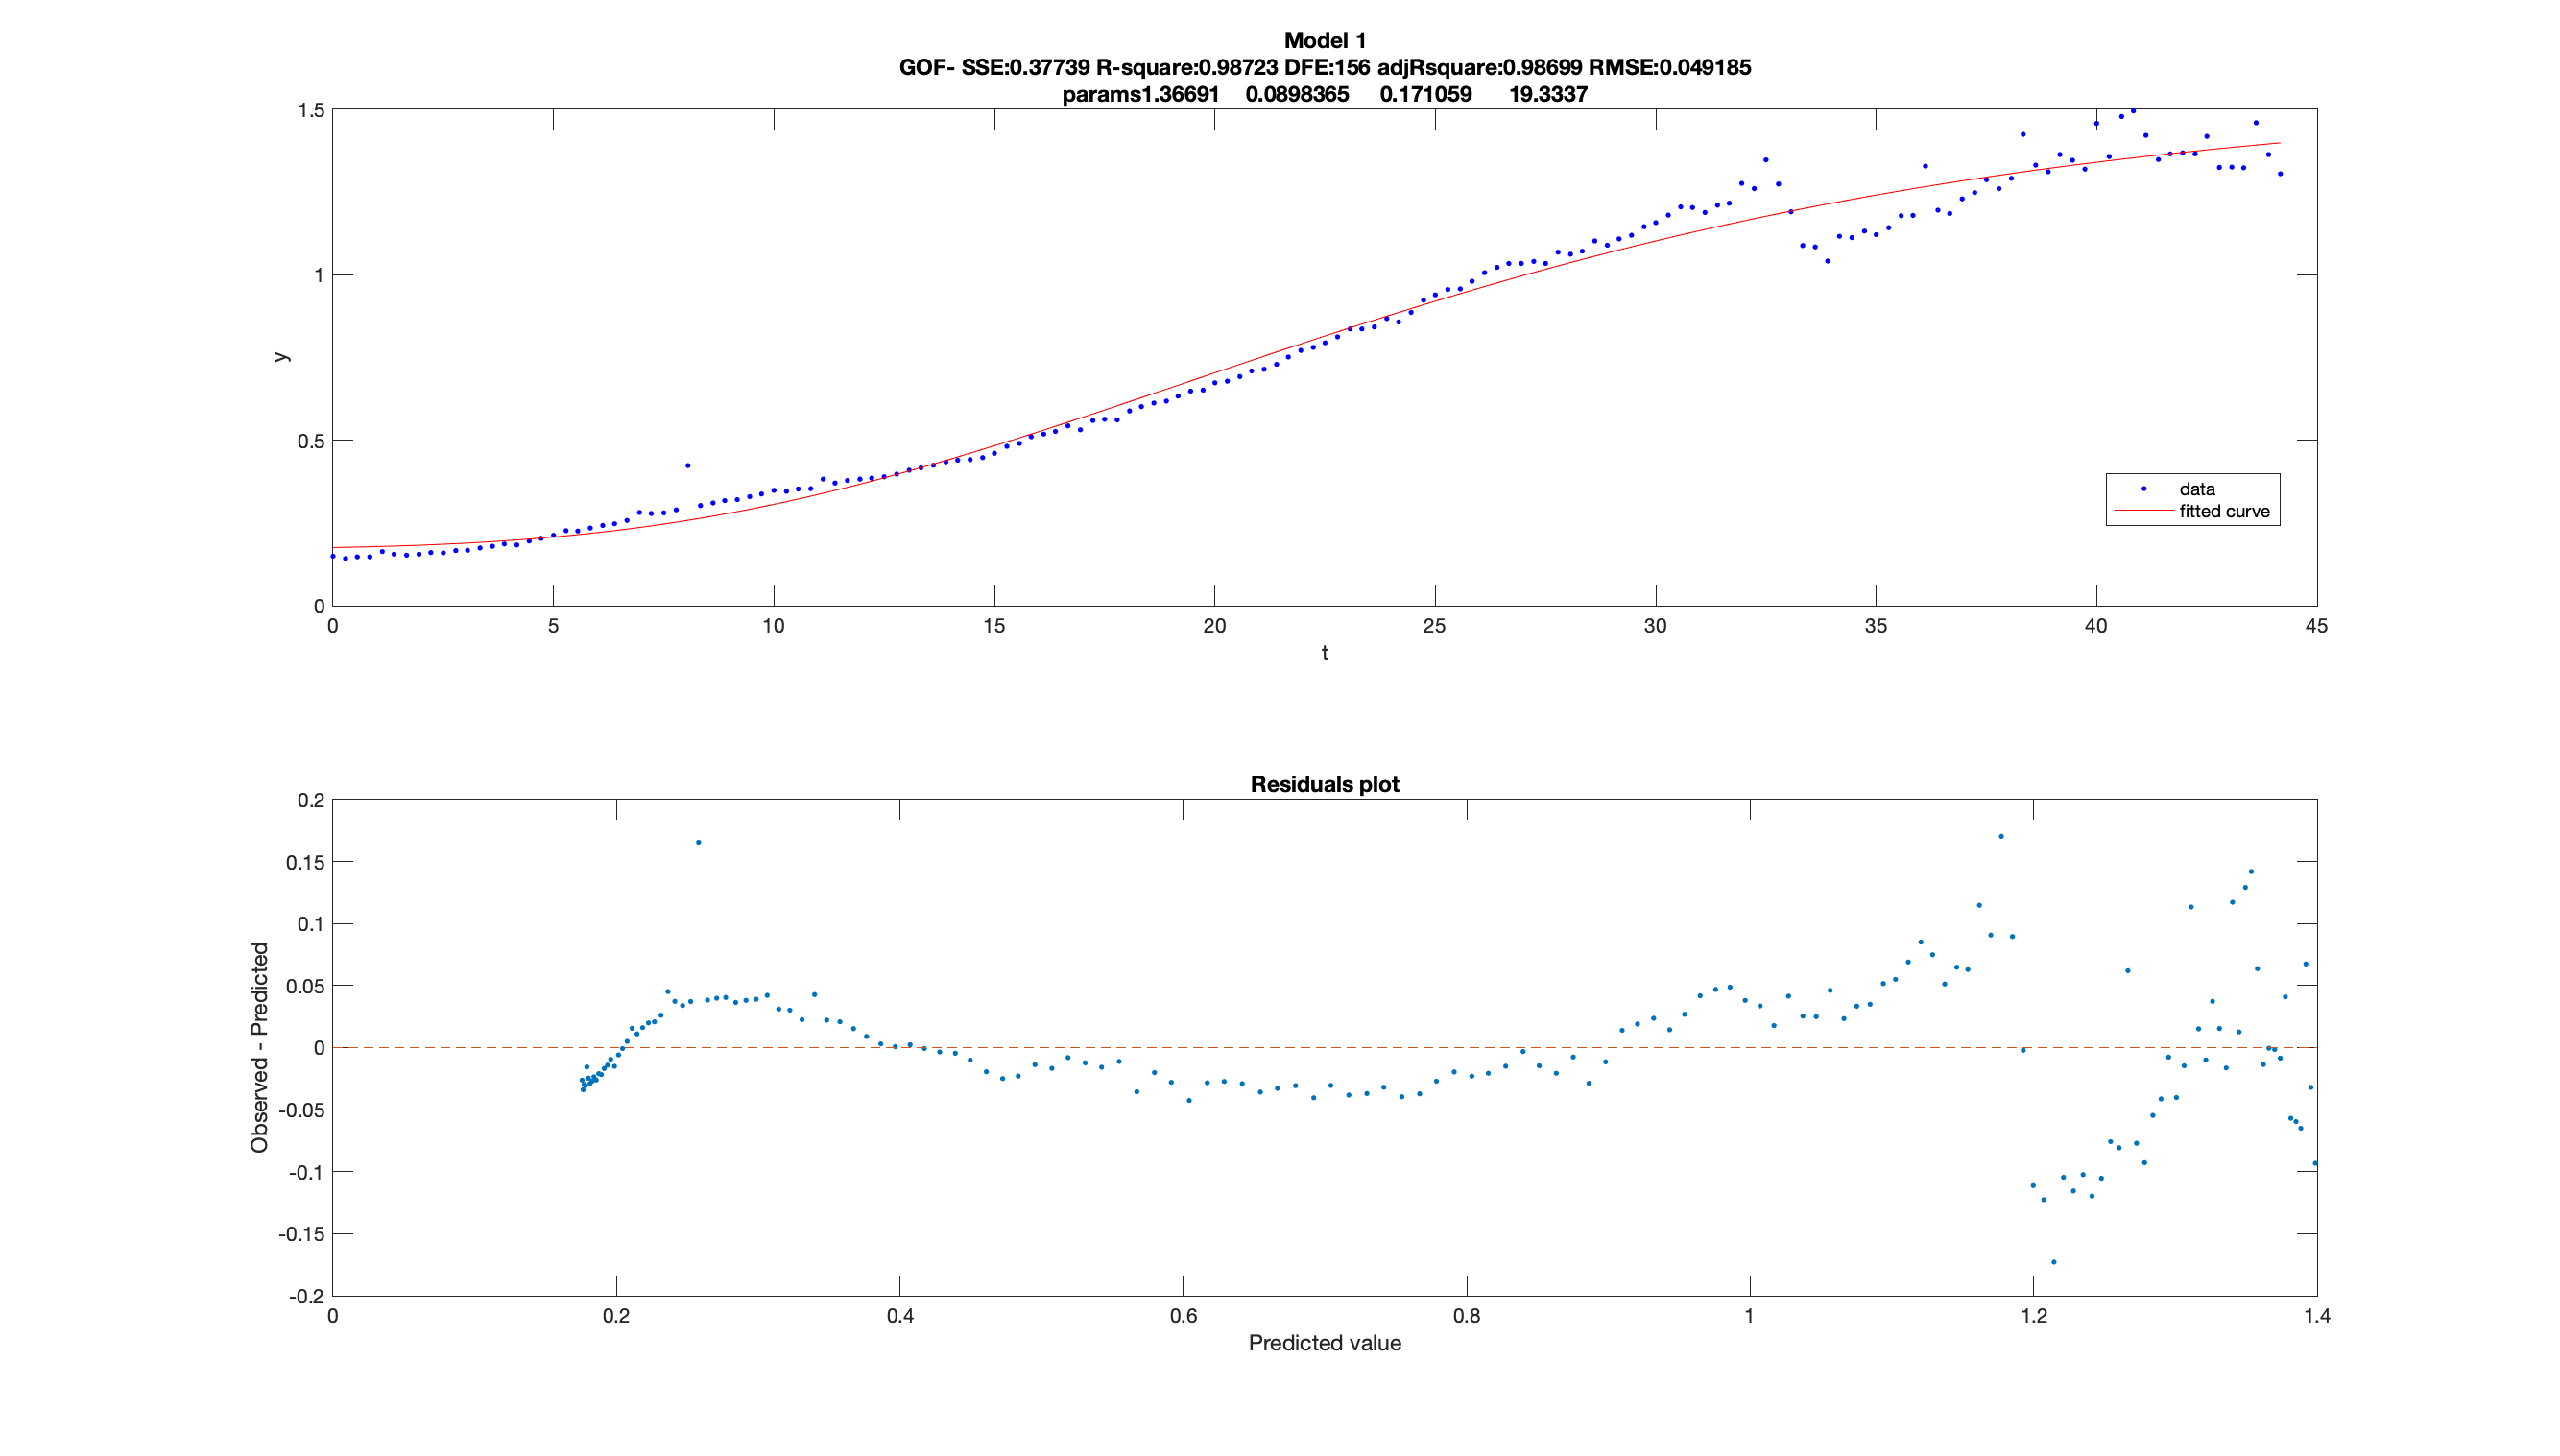 Model 1
GOF- SSE:0.37739 R-square:0.98723 DFE:156 adjRsquare:0.98699 RMSE:0.049185
params1.36691 0.0898365 0.171059 19.3337
1.5
1
0.5
0
y
0 5 10 15 20 25 30 35 40 45
t
data
fitted curve
Residuals plot
0.2
0.15
0.1
0.05
0
-0.05
-0.1
-0.15
-0.2
Observed - Predicted
0 0.2 0.4 0.6 0.8 1 1.2 1.4
Predicted value